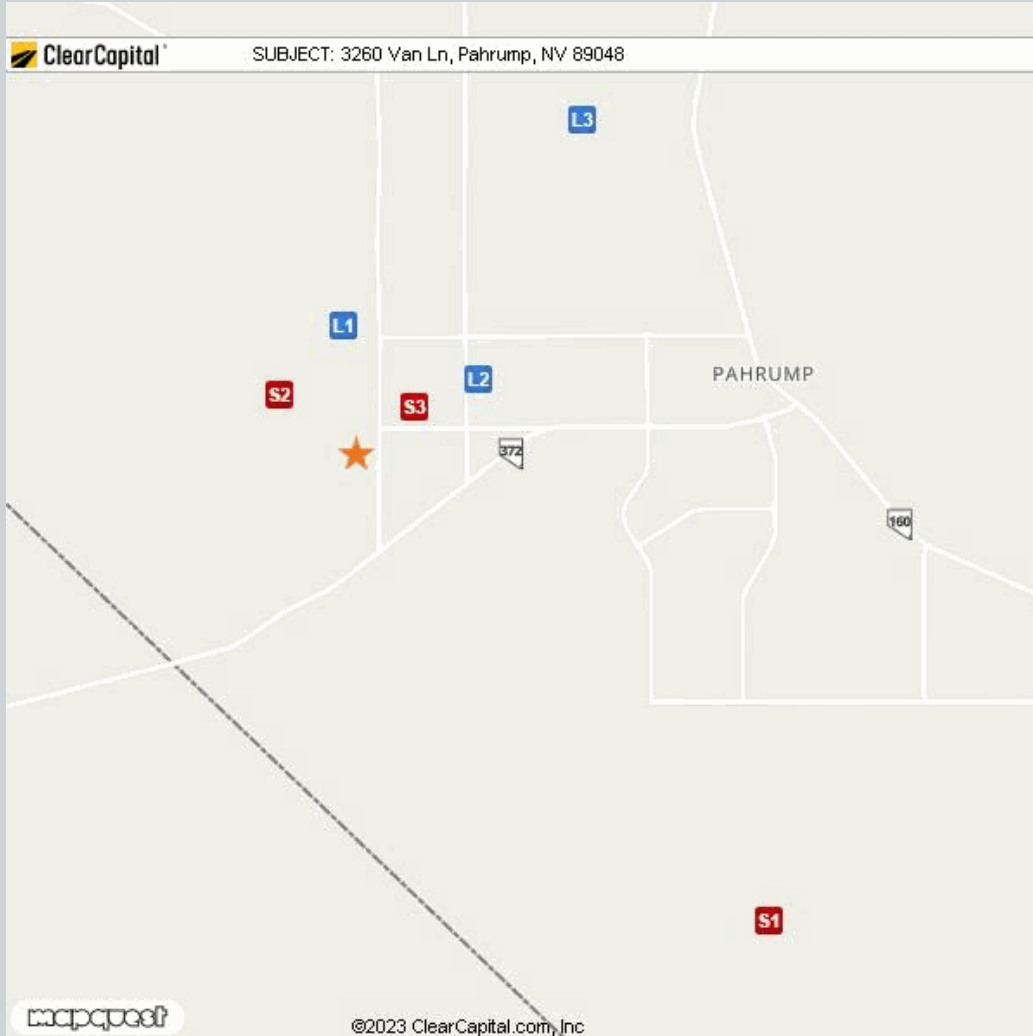 ClearCapital SUBJECT: 3260 Van Ln, Pahrump, NV 89048
L3
L1
PAHRUMP
L2
S2
S3
372
160
S1
mapquest
©2023 ClearCapital.com, Inc